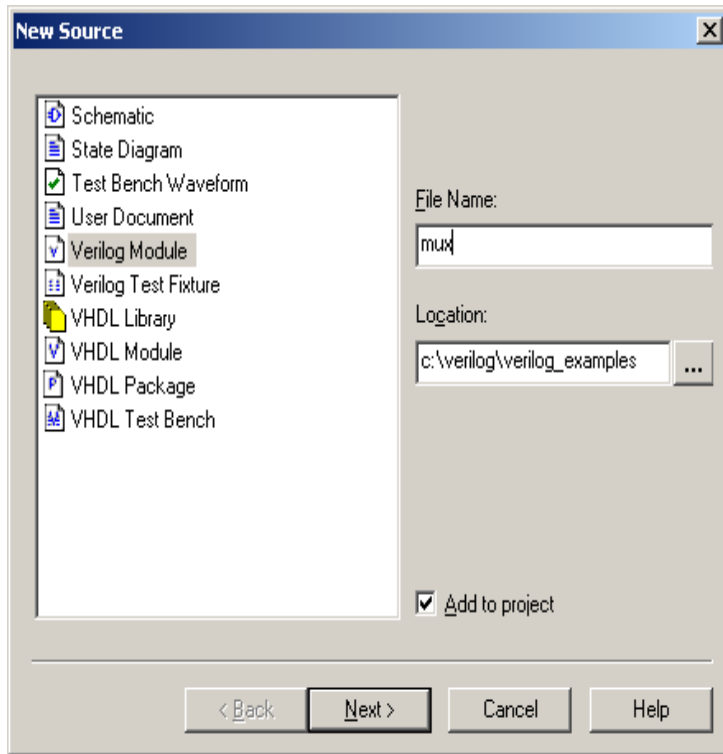 New Source
Schematic
State Diagram
Test Bench Waveform
User Document
Verilog Module
Verilog Test Fixture
VHDL Library
VHDL Module
VHDL Package
VHDL Test Bench
File Name:
mux
Location:
c:\verilog\verilog_examples
...
Add to project
< Back
Next >
Cancel
Help